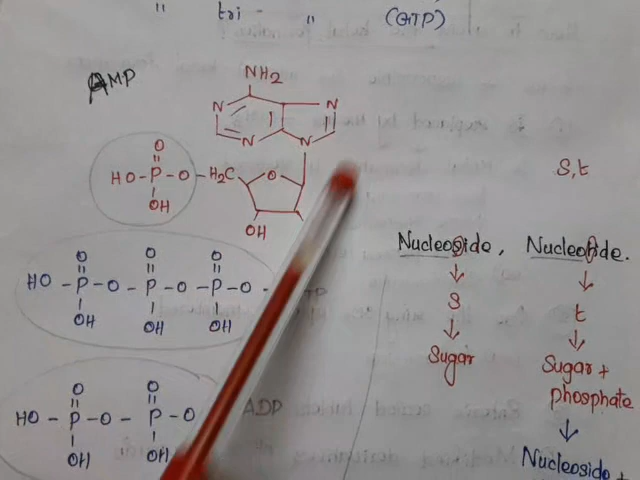 " tri " (GTP)
AMP
NH2
N
N
N
N
O
HO-P-O-H2C
O
OH
OH
S,t
Nucleoside, Nucleotide.
S
t
Sugar
Sugar +
phosphate
Nucleoside +
O O O
HO-P-O-P-O-P-O-
OH OH OH
TP
O O
HO-P-O-P-O
OH OH
ADP